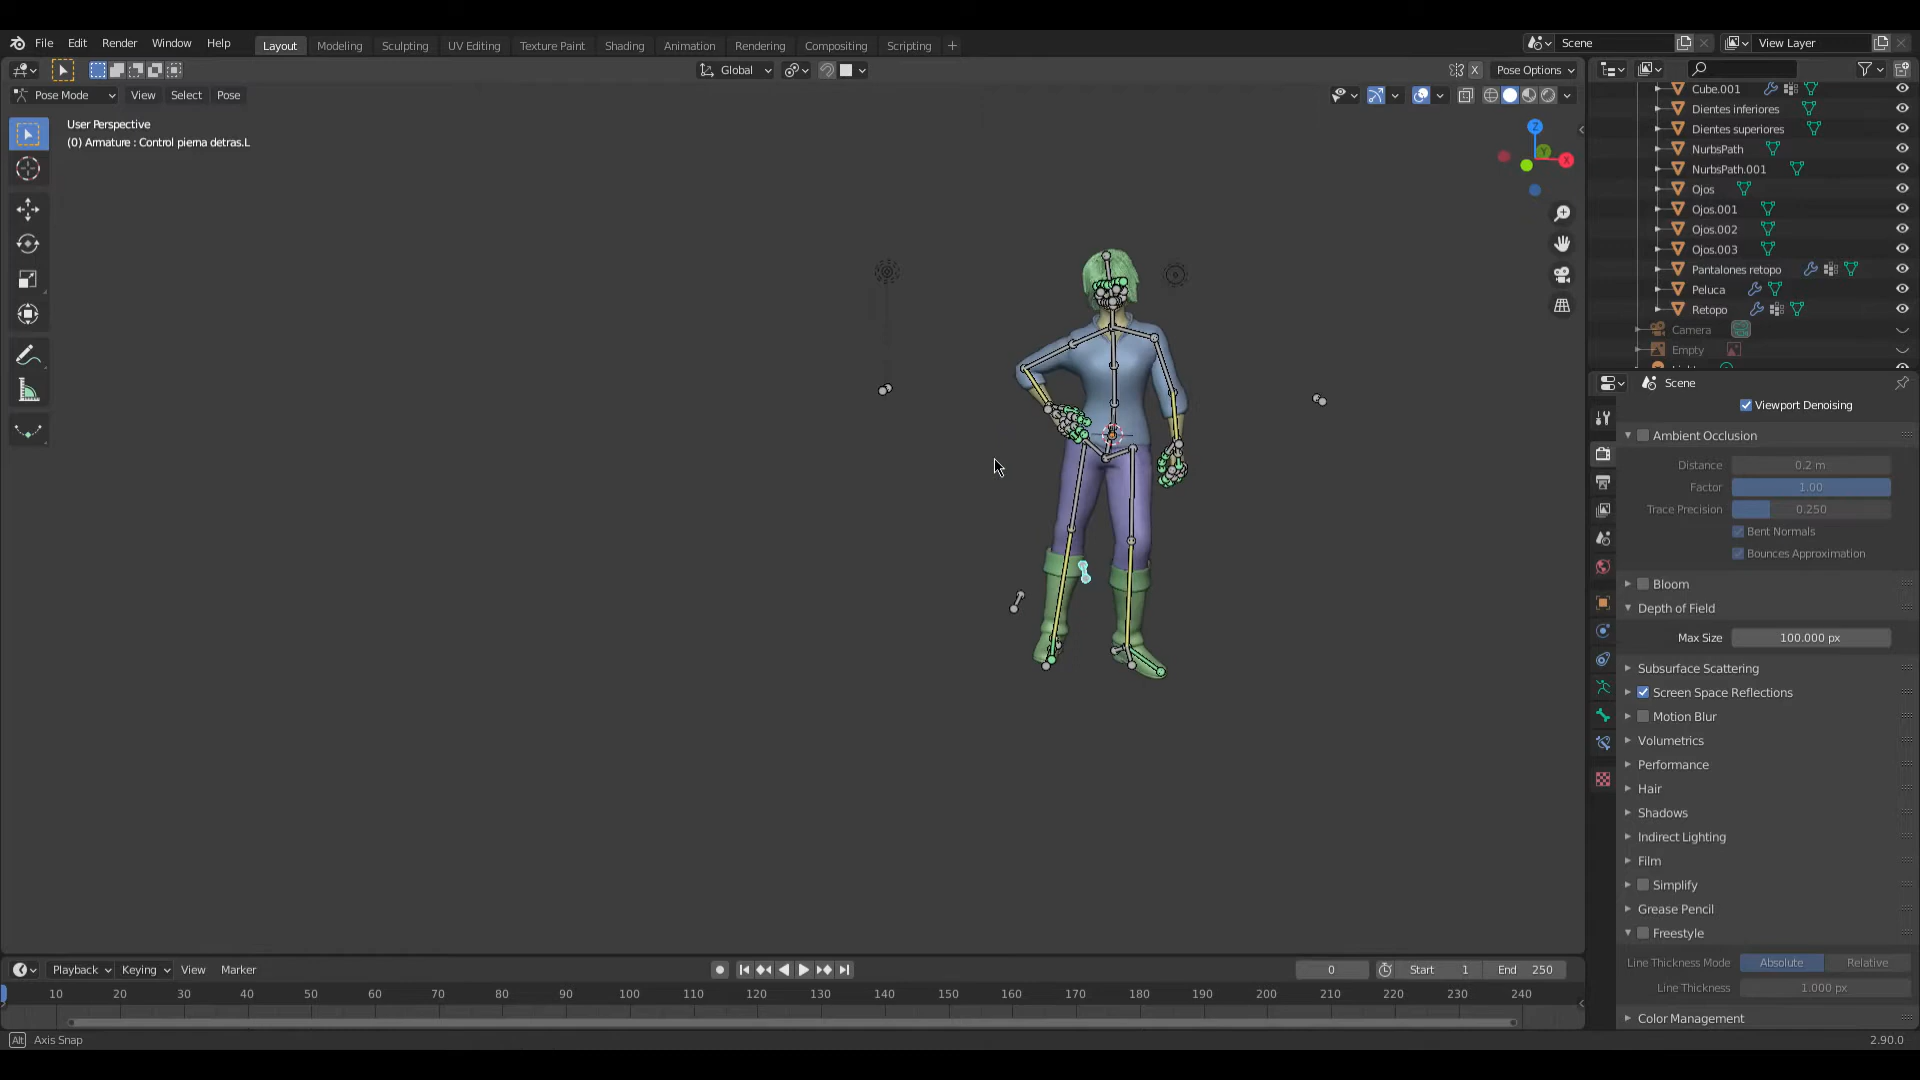 File Edit Render Window Help Layout Modeling Sculpting UV Editing Texture Paint Shading Animation Rendering Compositing Scripting + Scene View Layer
Global X Pose Options
Pose Mode View Select Pose
User Perspective
(0) Armature : Control pierna detras.L
Z
Y
X
Cube.001
Dientes inferiores
Dientes superiores
NurbsPath
NurbsPath.001
Ojos
Ojos.001
Ojos.002
Ojos.003
Pantalones retopo
Peluca
Retopo
Camera
Empty
Scene
Viewport Denoising
Ambient Occlusion
Distance 0.2 m
Factor 1.00
Trace Precision 0.250
Bent Normals
Bounces Approximation
Bloom
Depth of Field
Max Size 100.000 px
Subsurface Scattering
Screen Space Reflections
Motion Blur
Volumetrics
Performance
Hair
Shadows
Indirect Lighting
Film
Simplify
Grease Pencil
Freestyle
Line Thickness Mode Absolute Relative
Line Thickness 1.000 px
Color Management
Playback Keying View Marker 0 Start 1 End 250
10 20 30 40 50 60 70 80 90 100 110 120 130 140 150 160 170 180 190 200 210 220 230 240
Alt Axis Snap 2.90.0